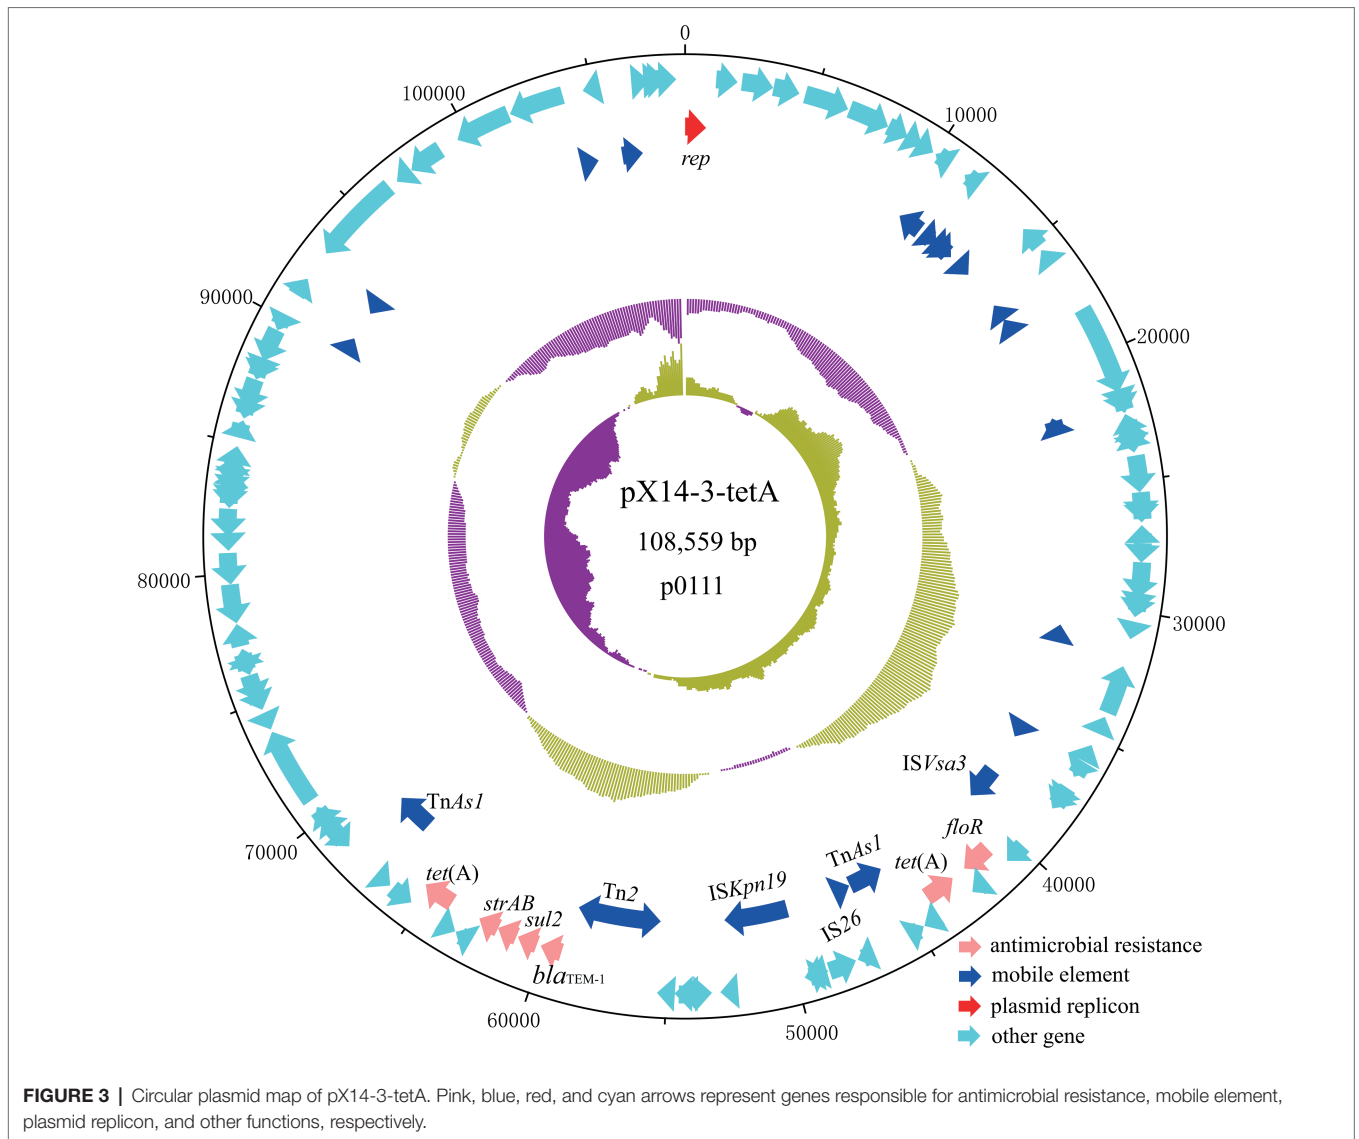 0
100000
10000
rep
90000
20000
pX14-3-tetA
108,559 bp
p0111
80000
30000
ISVsa3
TnAs1
floR
TnAs1
tet(A)
70000
tet(A)
ISKpn19
40000
Tn2
strAB
sul2
IS26
blaTEM-1
60000
50000
antimicrobial resistance
mobile element
plasmid replicon
other gene
FIGURE 3 | Circular plasmid map of pX14-3-tetA. Pink, blue, red, and cyan arrows represent genes responsible for antimicrobial resistance, mobile element,
plasmid replicon, and other functions, respectively.